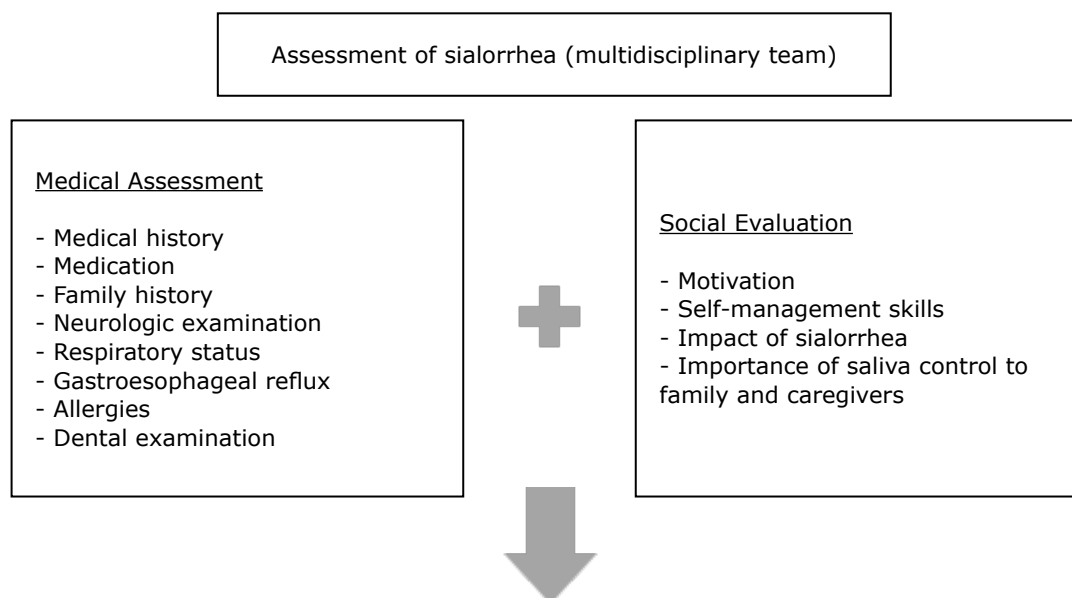 Assessment of sialorrhea (multidisciplinary team)
Medical Assessment
- Medical history
- Medication
- Family history
- Neurologic examination
- Respiratory status
- Gastroesophageal reflux
- Allergies
- Dental examination
Social Evaluation
- Motivation
- Self-management skills
- Impact of sialorrhea
- Importance of saliva control to
family and caregivers